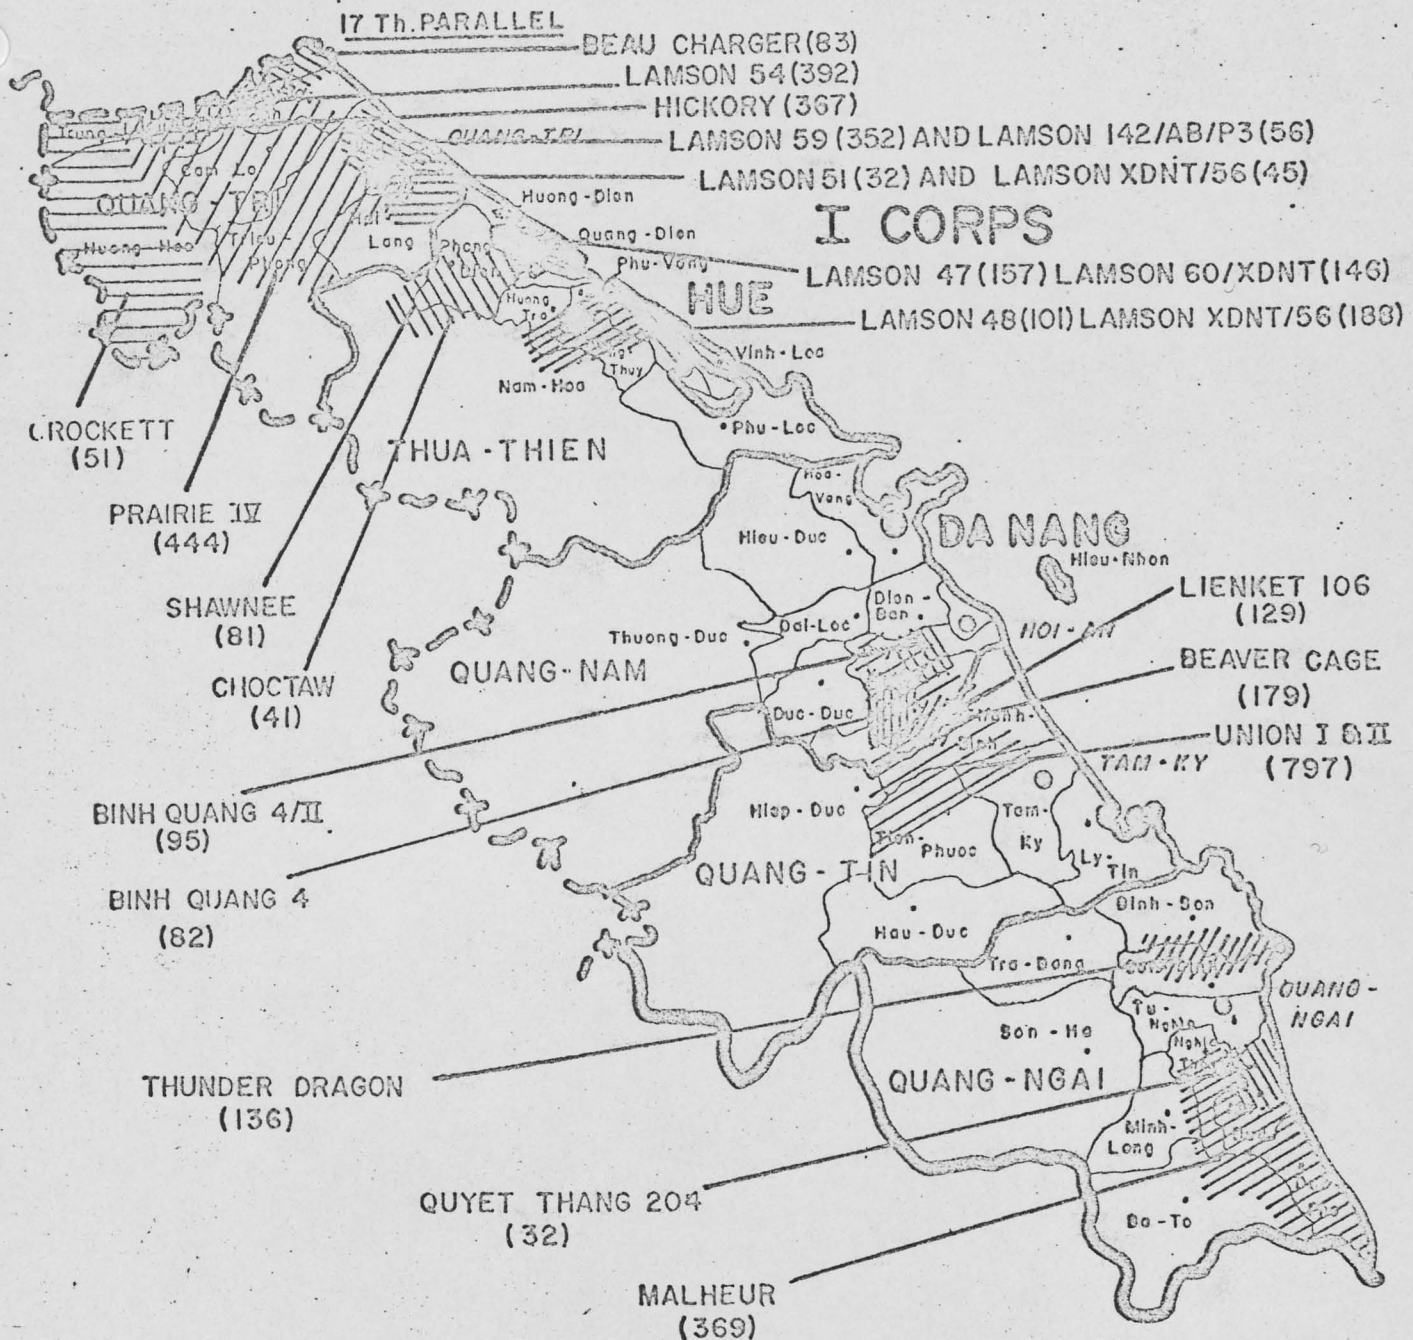 17 Th. PARALLEL
BEAU CHARGER (83)
LAMSON 54 (392)
HICKORY (367)
QUANG-TRI
LAMSON 59 (352) AND LAMSON 142/AB/P3 (56)
LAMSON 51 (32) AND LAMSON XDNT/56 (45)
Huong-Dien
I CORPS
Cam Lo
QUANG-TRI
Quang-Dien
Lang
Phong
Huong-Hoa
Trieu-
Phong
Phu-Vang
LAMSON 47 (157) LAMSON 60/XDNT (146)
HUE
Huong
Tra
LAMSON 48 (101) LAMSON XDNT/56 (188)
Vinh-Loc
Thuy
Nam-Hoa
CROCKETT
(51)
Phu-Loc
THUA-THIEN
Hoa-
Vang
PRAIRIE IV
(444)
DA NANG
Hieu-Duc
Hieu-Nhon
LIENKET 106
(129)
SHAWNEE
(81)
Dien-
Ban
Dai-Loc
HOI-AN
Thuong-Duc
QUANG-NAM
BEAVER CAGE
(179)
CHOCTAW
(41)
Duc-Duc
Binh
UNION I & II
(797)
TAM-KY
BINH QUANG 4/II
(95)
Hiep-Duc
Tam-
Ky
Tien-
Phuoc
Ly-
Tin
QUANG-TIN
BINH QUANG 4
(82)
Binh-Son
Hau-Duc
Tra-Bong
QUANG-
NGAI
Tu-
Nghia
Son-Ha
Nghia
THUNDER DRAGON
(136)
QUANG-NGAI
Minh-
Long
QUYET THANG 204
(32)
Ba-To
MALHEUR
(369)